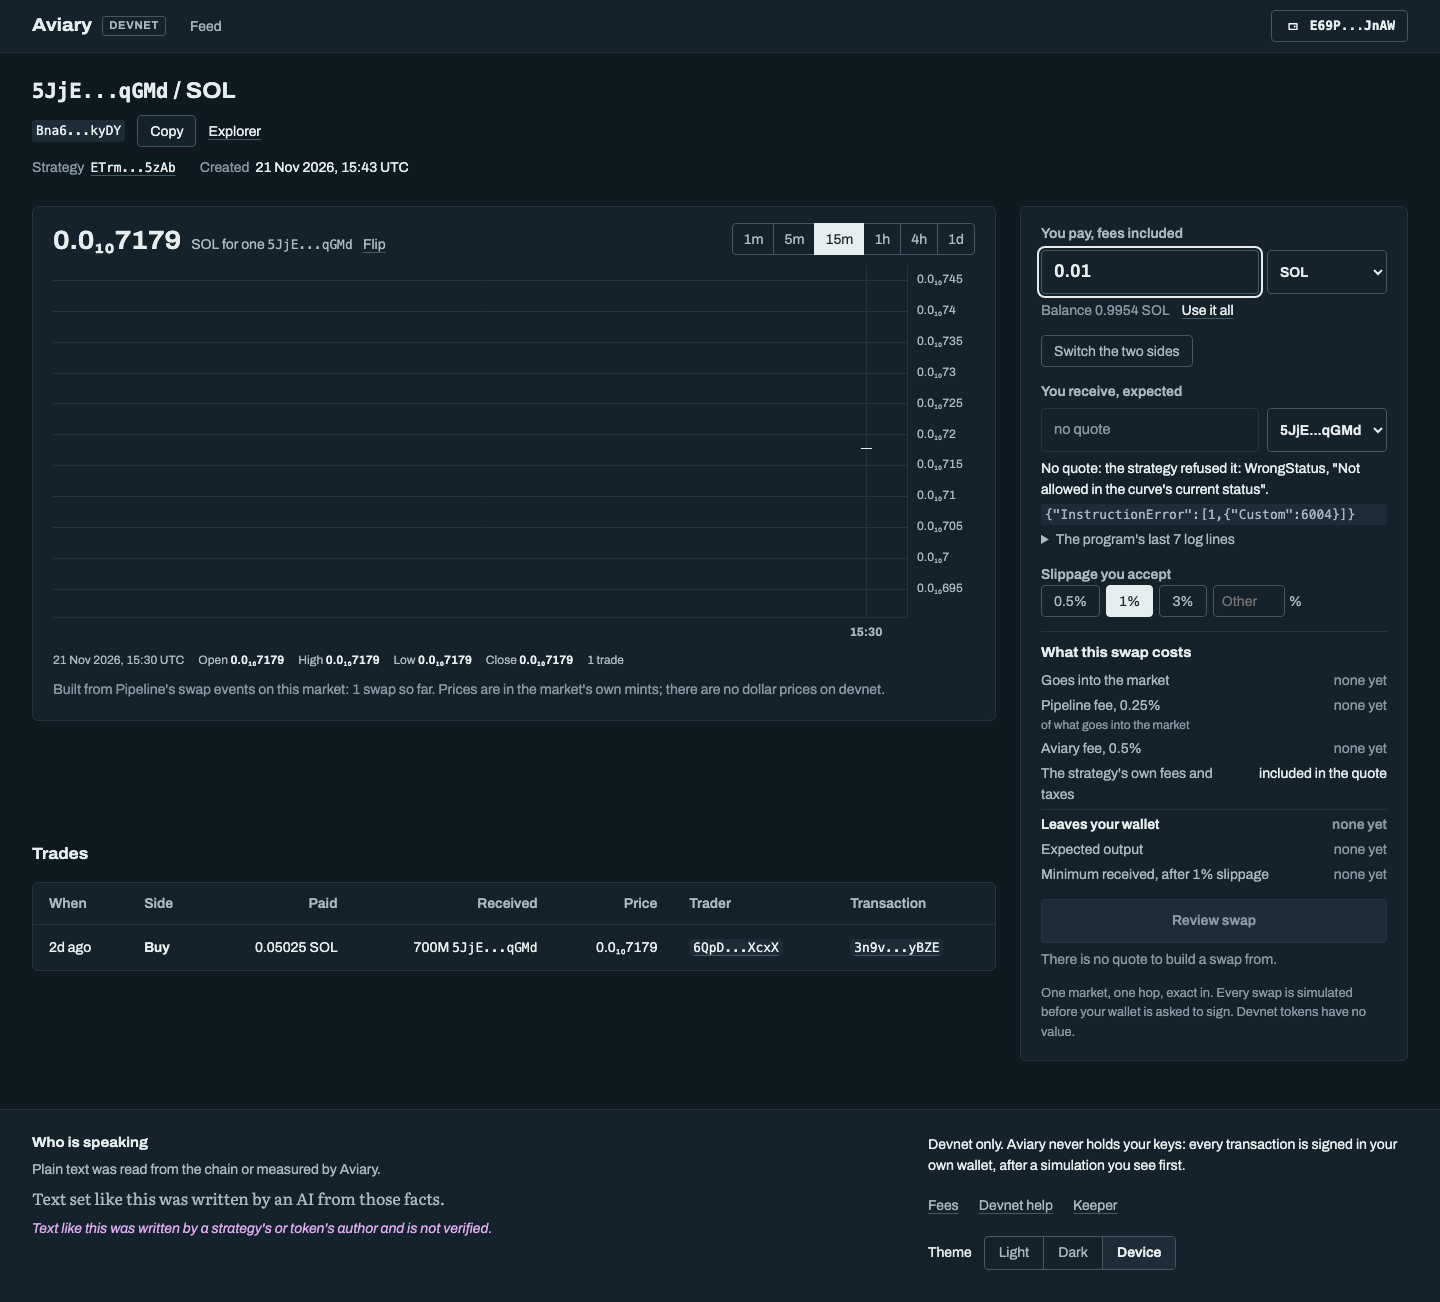 Aviary DEVNET Feed E69P...JnAW
5JjE...qGMd / SOL
Bna6...kyDY Copy Explorer
Strategy ETrm...5zAb Created 21 Nov 2026, 15:43 UTC
0.0₁₀7179 SOL for one 5JjE...qGMd Flip
1m 5m 15m 1h 4h 1d
0.0₁₀745
0.0₁₀74
0.0₁₀735
0.0₁₀73
0.0₁₀725
0.0₁₀72
0.0₁₀715
0.0₁₀71
0.0₁₀705
0.0₁₀7
0.0₁₀695
15:30
21 Nov 2026, 15:30 UTC Open 0.0₁₀7179 High 0.0₁₀7179 Low 0.0₁₀7179 Close 0.0₁₀7179 1 trade
Built from Pipeline's swap events on this market: 1 swap so far. Prices are in the market's own mints; there are no dollar prices on devnet.
Trades
When Side Paid Received Price Trader Transaction
2d ago Buy 0.05025 SOL 700M 5JjE...qGMd 0.0₁₀7179 6QpD...XcxX 3n9v...yBZE
You pay, fees included
0.01 SOL
Balance 0.9954 SOL Use it all
Switch the two sides
You receive, expected
no quote 5JjE...qGMd
No quote: the strategy refused it: WrongStatus, "Not
allowed in the curve's current status".
{"InstructionError":[1,{"Custom":6004}]}
The program's last 7 log lines
Slippage you accept
0.5% 1% 3% Other %
What this swap costs
Goes into the market none yet
Pipeline fee, 0.25% none yet
of what goes into the market
Aviary fee, 0.5% none yet
The strategy's own fees and included in the quote
taxes
Leaves your wallet none yet
Expected output none yet
Minimum received, after 1% slippage none yet
Review swap
There is no quote to build a swap from.
One market, one hop, exact in. Every swap is simulated
before your wallet is asked to sign. Devnet tokens have no
value.
Who is speaking
Plain text was read from the chain or measured by Aviary.
Text set like this was written by an AI from those facts.
Text like this was written by a strategy's or token's author and is not verified.
Devnet only. Aviary never holds your keys: every transaction is signed in your
own wallet, after a simulation you see first.
Fees Devnet help Keeper
Theme Light Dark Device